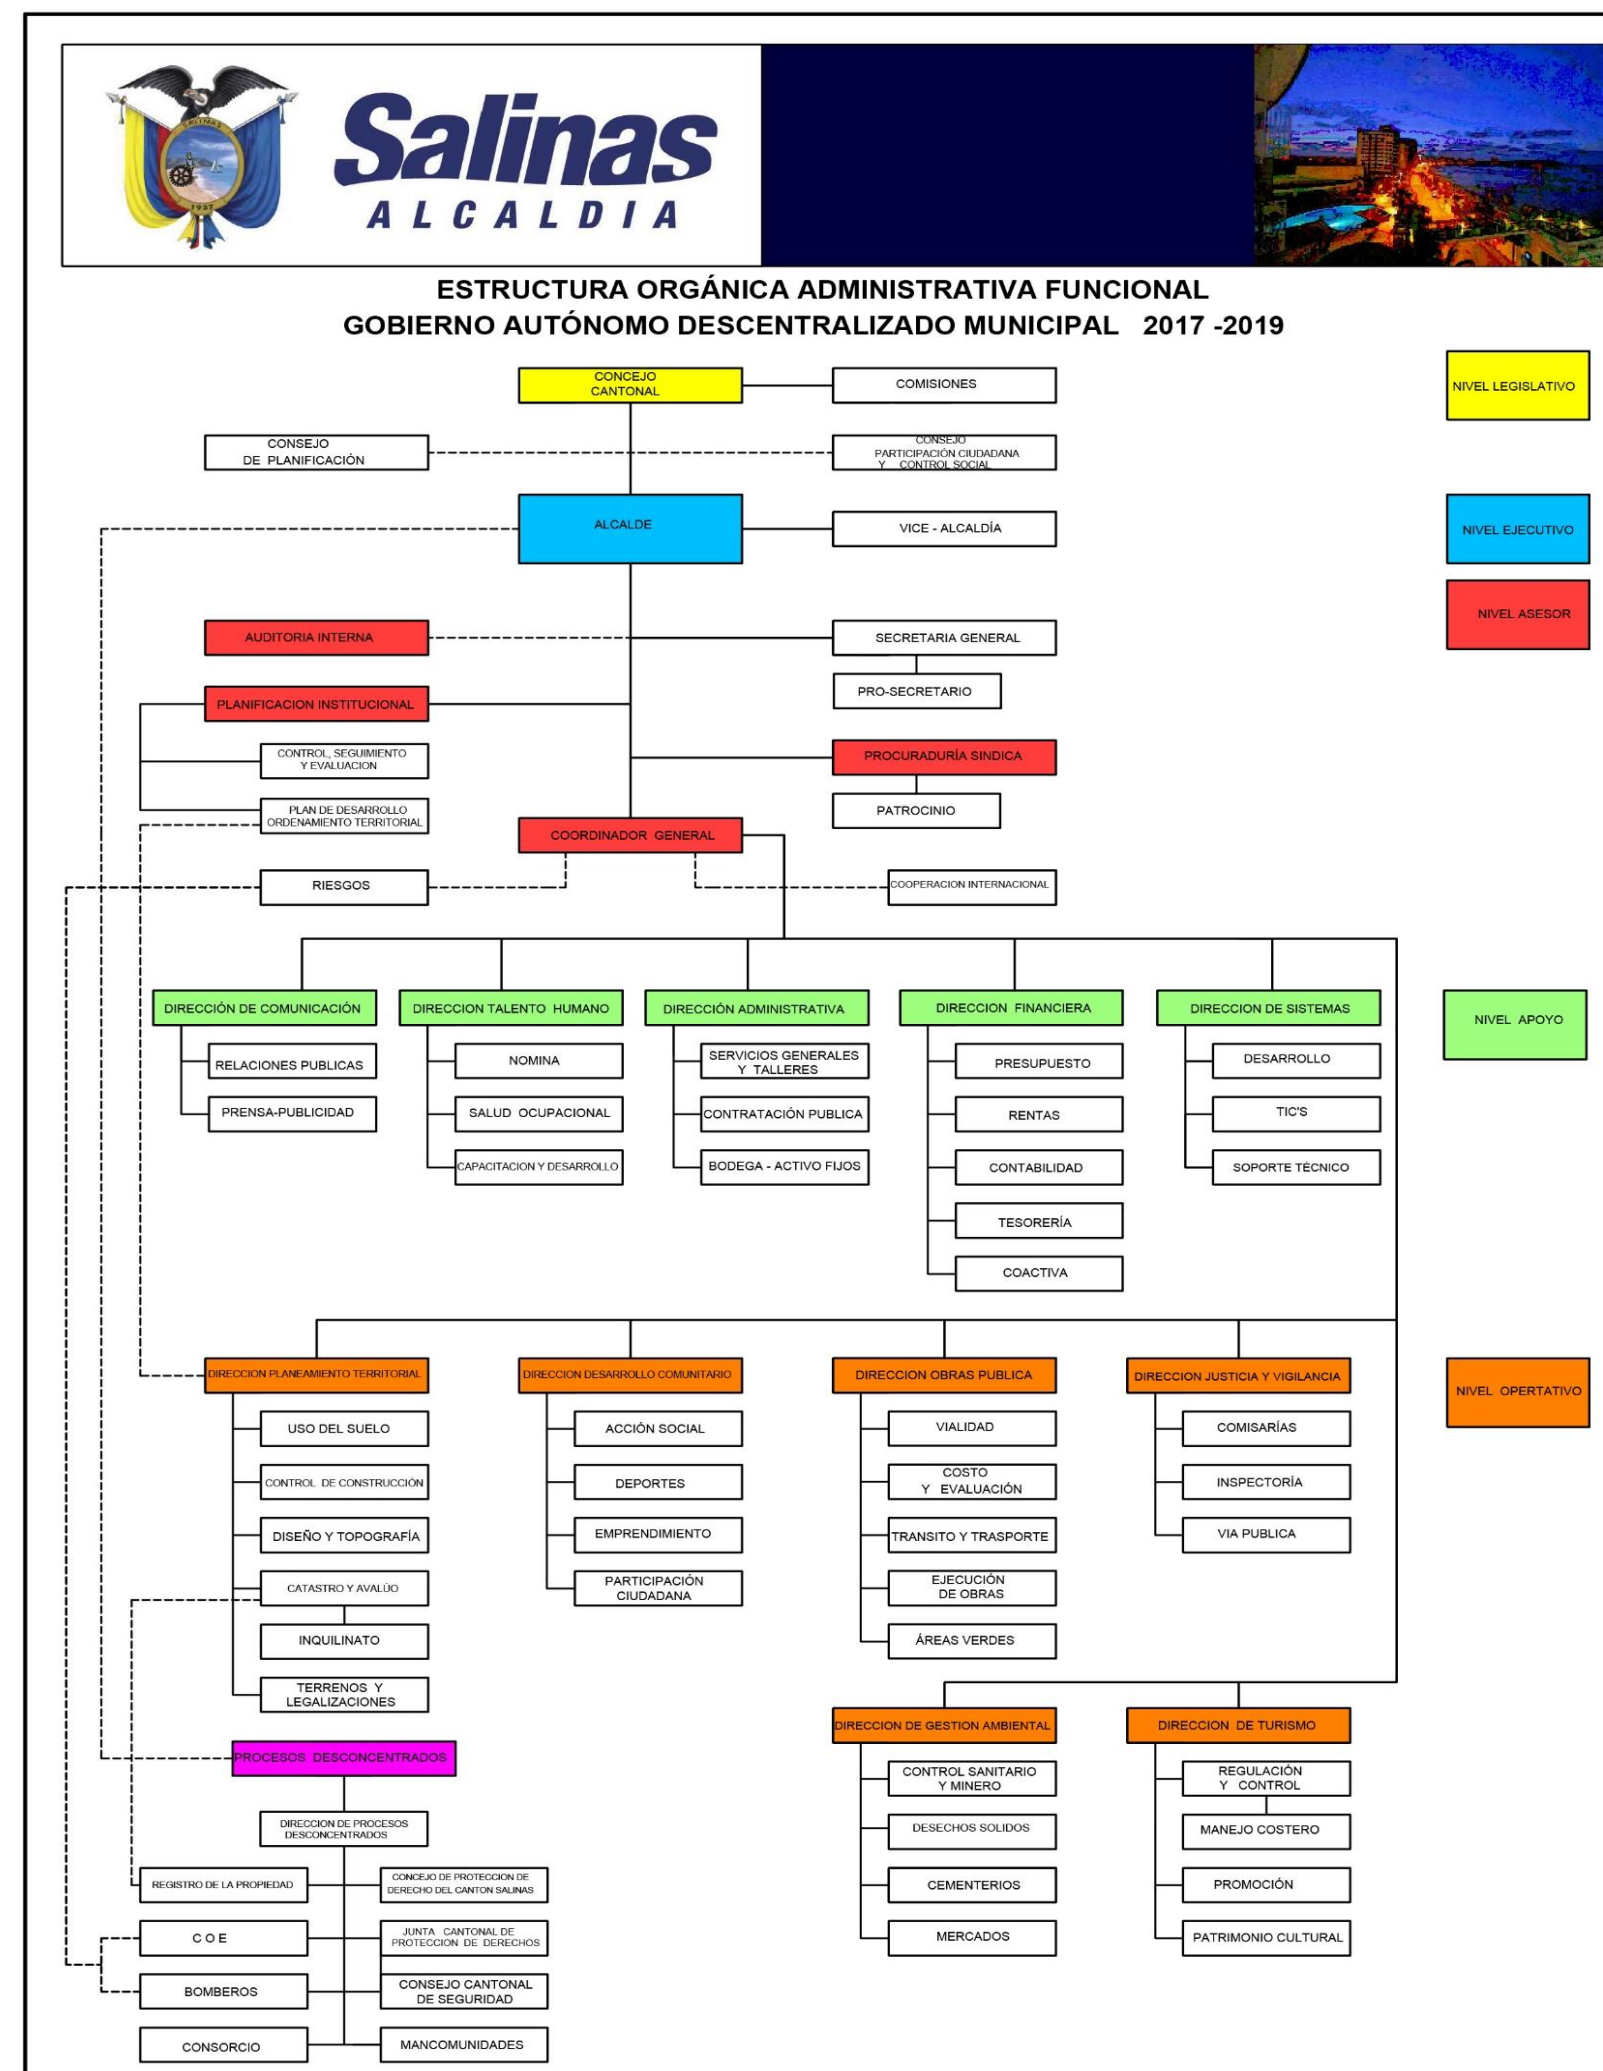 SALINAS
1937
Salinas
ALCALDIA
ESTRUCTURA ORGÁNICA ADMINISTRATIVA FUNCIONAL
GOBIERNO AUTÓNOMO DESCENTRALIZADO MUNICIPAL 2017 -2019
CONCEJO
CANTONAL
COMISIONES
NIVEL LEGISLATIVO
CONSEJO
DE PLANIFICACIÓN
CONSEJO
PARTICIPACIÓN CIUDADANA
Y CONTROL SOCIAL
ALCALDE
VICE - ALCALDÍA
NIVEL EJECUTIVO
NIVEL ASESOR
AUDITORIA INTERNA
SECRETARIA GENERAL
PRO-SECRETARIO
PLANIFICACION INSTITUCIONAL
CONTROL, SEGUIMIENTO
Y EVALUACION
PROCURADURÍA SINDICA
PLAN DE DESARROLLO
ORDENAMIENTO TERRITORIAL
PATROCINIO
COORDINADOR GENERAL
RIESGOS
COOPERACION INTERNACIONAL
DIRECCIÓN DE COMUNICACIÓN
RELACIONES PUBLICAS
PRENSA-PUBLICIDAD
DIRECCION TALENTO HUMANO
NOMINA
SALUD OCUPACIONAL
CAPACITACION Y DESARROLLO
DIRECCIÓN ADMINISTRATIVA
SERVICIOS GENERALES
Y TALLERES
CONTRATACIÓN PUBLICA
BODEGA - ACTIVO FIJOS
DIRECCION FINANCIERA
PRESUPUESTO
RENTAS
CONTABILIDAD
TESORERÍA
COACTIVA
DIRECCION DE SISTEMAS
DESARROLLO
TIC'S
SOPORTE TÉCNICO
NIVEL APOYO
DIRECCION PLANEAMIENTO TERRITORIAL
USO DEL SUELO
CONTROL DE CONSTRUCCIÓN
DISEÑO Y TOPOGRAFÍA
CATASTRO Y AVALÚO
INQUILINATO
TERRENOS Y
LEGALIZACIONES
DIRECCION DESARROLLO COMUNITARIO
ACCIÓN SOCIAL
DEPORTES
EMPRENDIMIENTO
PARTICIPACIÓN
CIUDADANA
DIRECCION OBRAS PUBLICA
VIALIDAD
COSTO
Y EVALUACIÓN
TRANSITO Y TRASPORTE
EJECUCIÓN
DE OBRAS
ÁREAS VERDES
DIRECCION JUSTICIA Y VIGILANCIA
COMISARÍAS
INSPECTORÍA
VIA PUBLICA
NIVEL OPERTATIVO
DIRECCION DE GESTION AMBIENTAL
CONTROL SANITARIO
Y MINERO
DESECHOS SOLIDOS
CEMENTERIOS
MERCADOS
DIRECCION DE TURISMO
REGULACIÓN
Y CONTROL
MANEJO COSTERO
PROMOCIÓN
PATRIMONIO CULTURAL
PROCESOS DESCONCENTRADOS
DIRECCION DE PROCESOS
DESCONCENTRADOS
REGISTRO DE LA PROPIEDAD
CONCEJO DE PROTECCION DE
DERECHO DEL CANTON SALINAS
C O E
JUNTA CANTONAL DE
PROTECCION DE DERECHOS
BOMBEROS
CONSEJO CANTONAL
DE SEGURIDAD
CONSORCIO
MANCOMUNIDADES